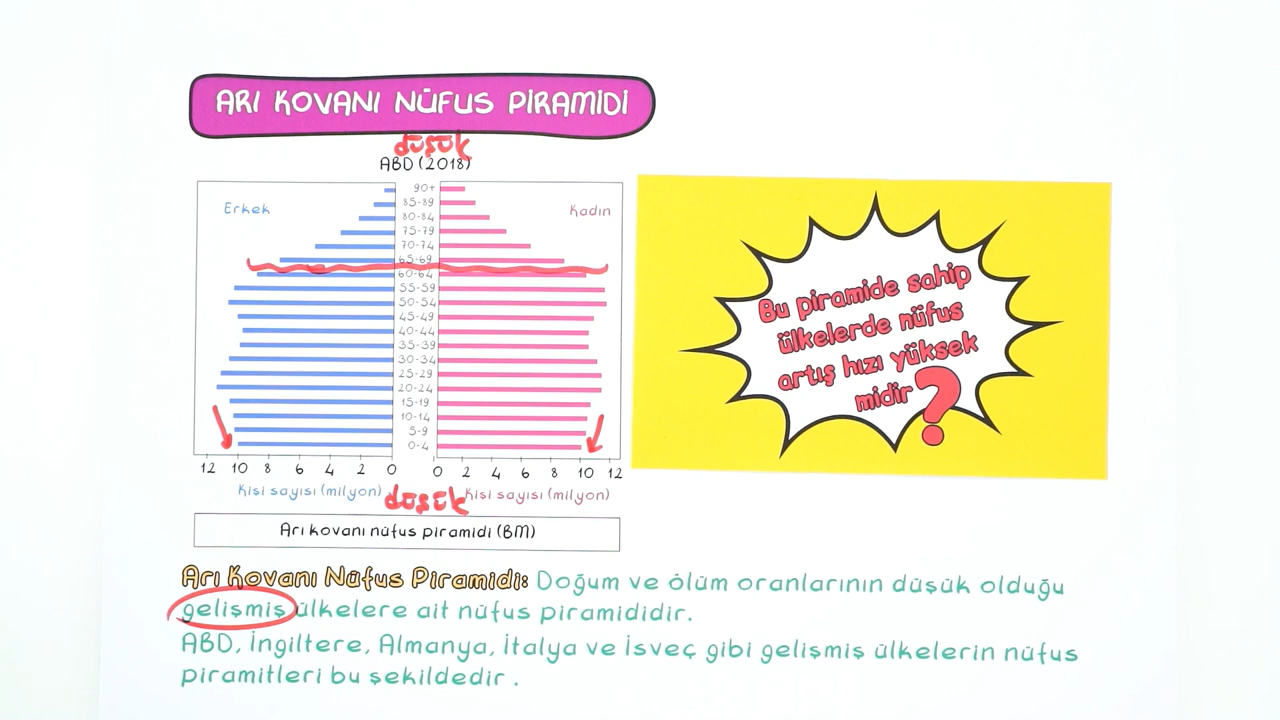 ARI KOVANI NÜFUS PİRAMİDİ
düşük
ABD (2018)
Erkek
Kadın
90+
85-89
80-84
75-79
70-74
65-69
60-64
55-59
50-54
45-49
40-44
35-39
30-34
25-29
20-24
15-19
10-14
5-9
0-4
12 10 8 6 4 2 0 0 2 4 6 8 10 12
Kişi sayısı (milyon) düşük Kişi sayısı (milyon)
Arı kovanı nüfus piramidi (BM)
Bu piramide sahip
ülkelerde nüfus
artış hızı yüksek
midir?
Arı Kovanı Nüfus Piramidi: Doğum ve ölüm oranlarının düşük olduğu
gelişmiş ülkelere ait nüfus piramididir.
ABD, İngiltere, Almanya, İtalya ve İsveç gibi gelişmiş ülkelerin nüfus
piramitleri bu şekildedir .